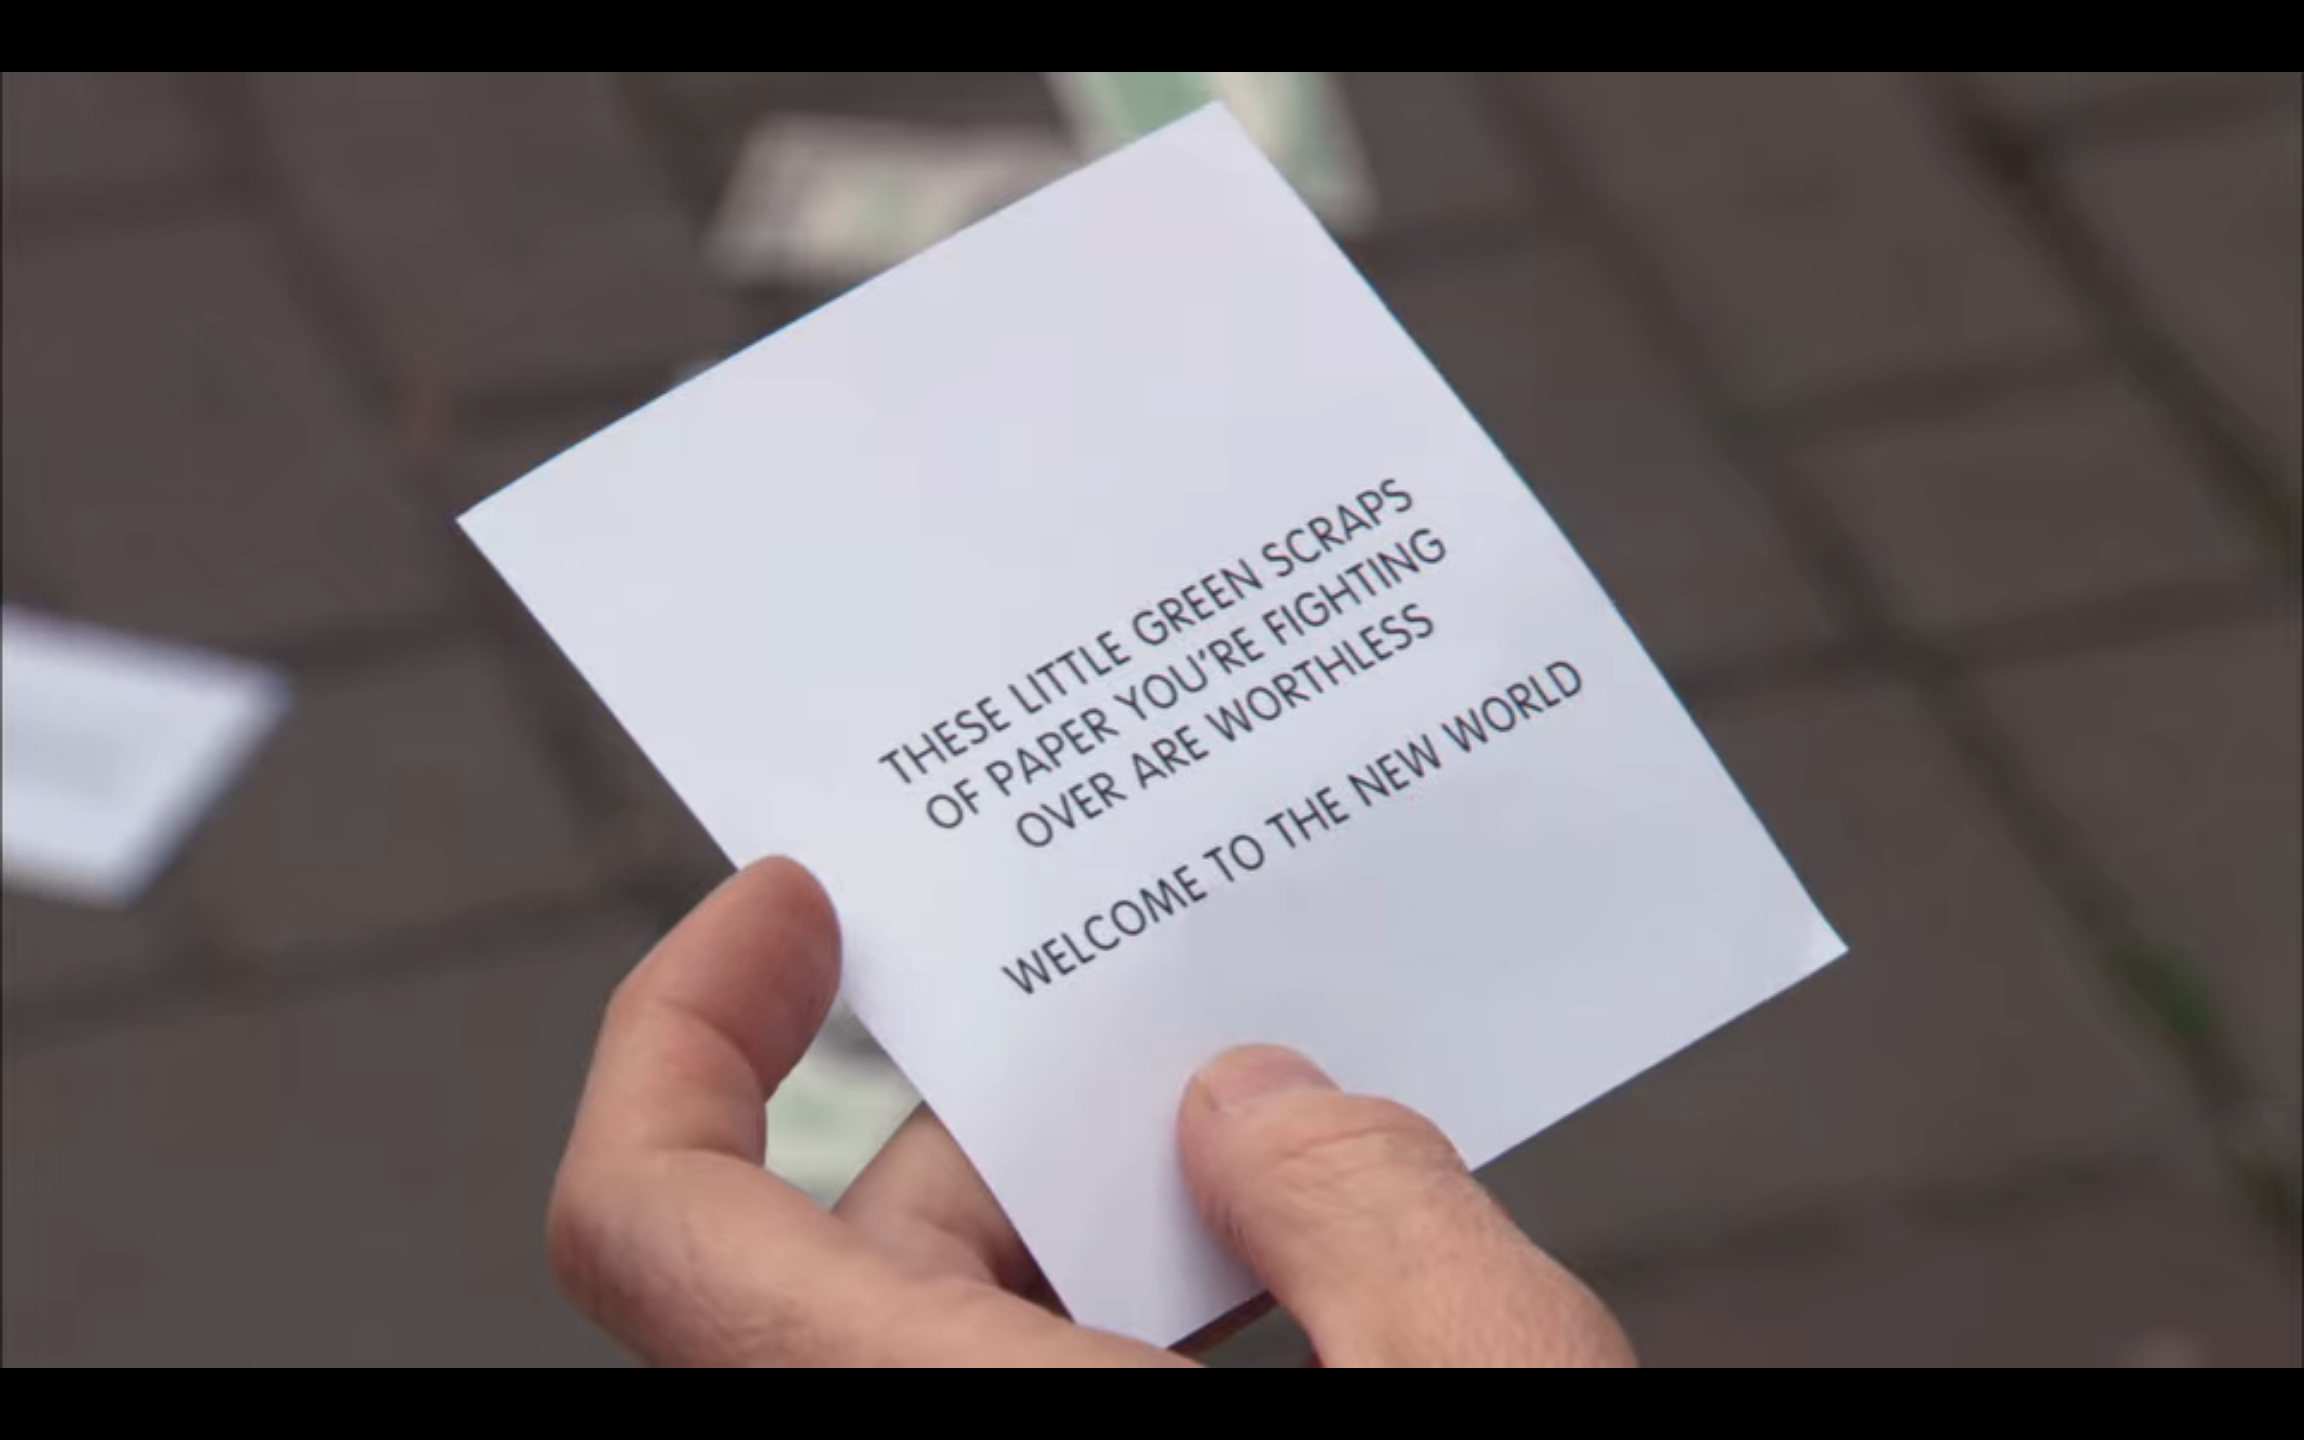 THESE LITTLE GREEN SCRAPS
OF PAPER YOU'RE FIGHTING
OVER ARE WORTHLESS
WELCOME TO THE NEW WORLD